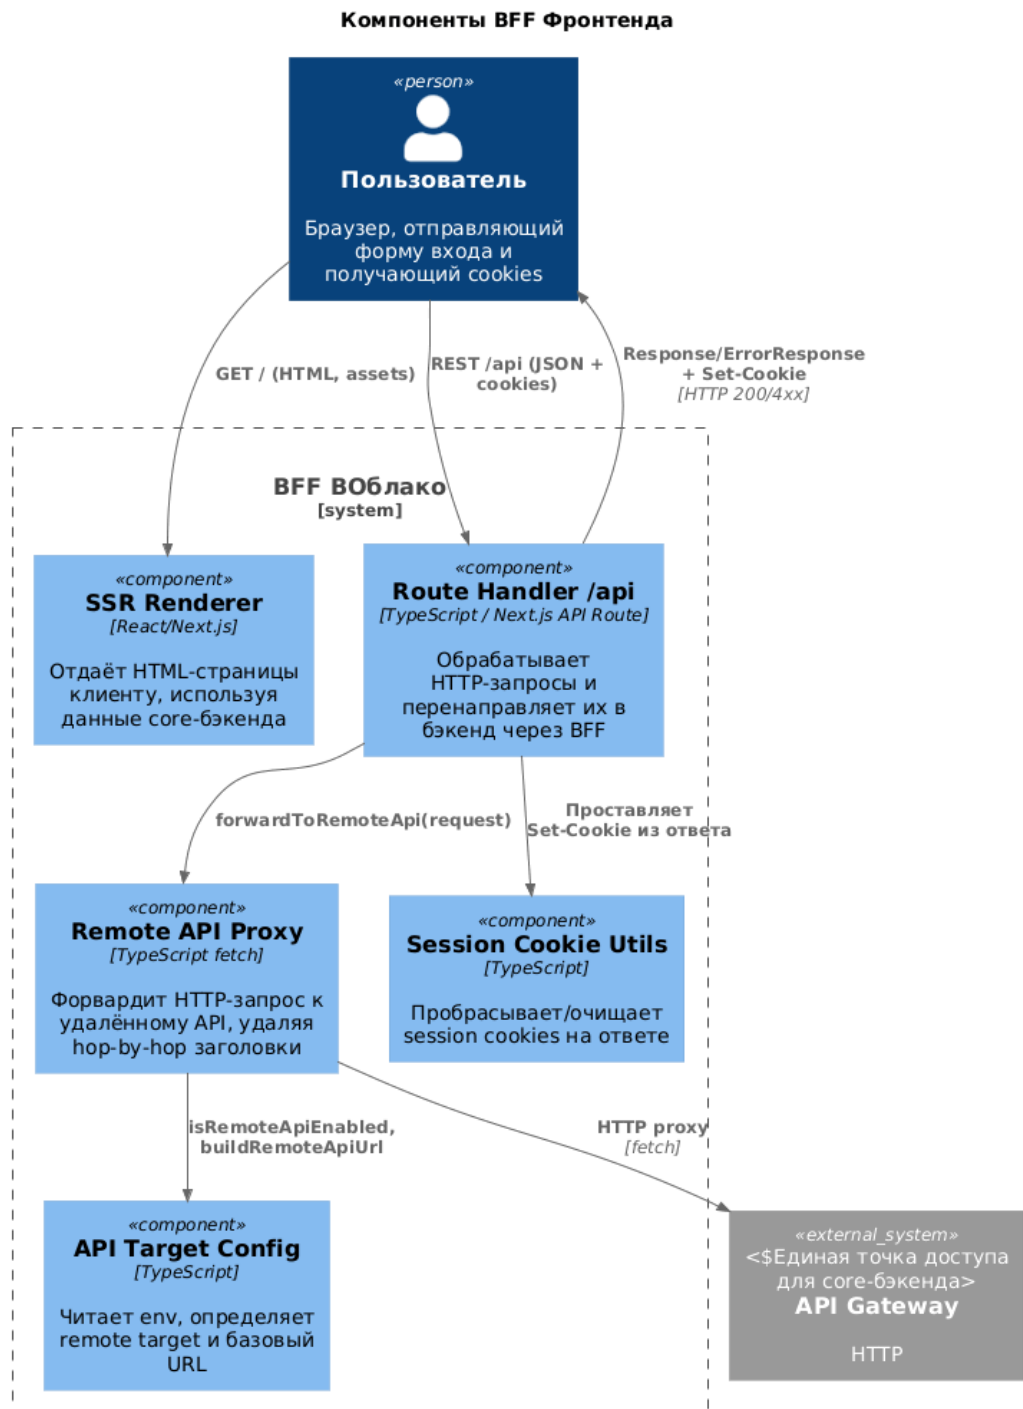 Компоненты BFF Фронтенда
«person»
Пользователь
Браузер, отправляющий
форму входа и
получающий cookies
GET / (HTML, assets)
REST /api (JSON +
cookies)
Response/ErrorResponse
+ Set-Cookie
[HTTP 200/4xx]
BFF ВОблако
[system]
«component»
SSR Renderer
[React/Next.js]
Отдаёт HTML-страницы
клиенту, используя
данные core-бэкенда
«component»
Route Handler /api
[TypeScript / Next.js API Route]
Обрабатывает
HTTP-запросы и
перенаправляет их в
бэкенд через BFF
forwardToRemoteApi(request)
Проставляет
Set-Cookie из ответа
«component»
Remote API Proxy
[TypeScript fetch]
Форвардит HTTP-запрос к
удалённому API, удаляя
hop-by-hop заголовки
«component»
Session Cookie Utils
[TypeScript]
Пробрасывает/очищает
session cookies на ответе
isRemoteApiEnabled,
buildRemoteApiUrl
HTTP proxy
[fetch]
«component»
API Target Config
[TypeScript]
Читает env, определяет
remote target и базовый
URL
«external_system»
<$Единая точка доступа
для core-бэкенда>
API Gateway
HTTP